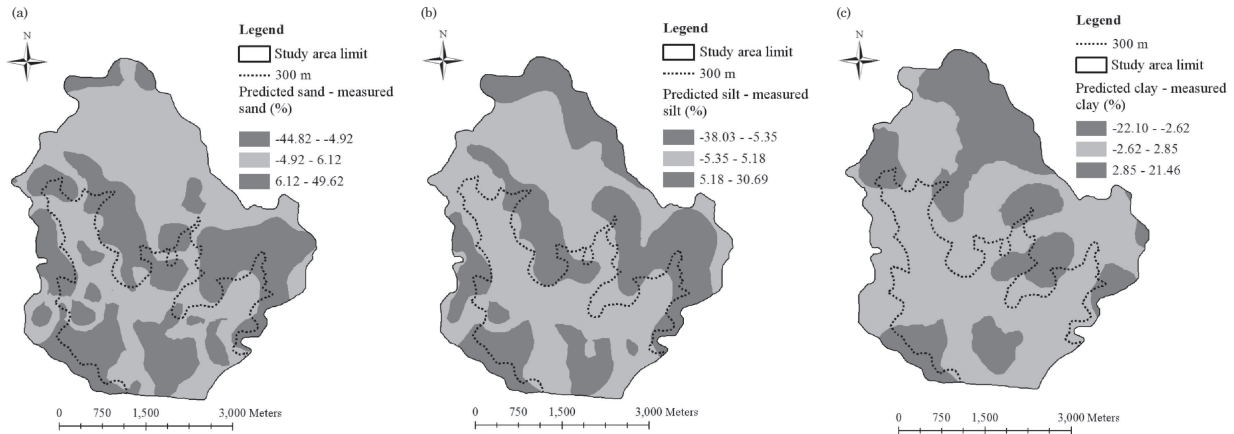 (a)
N
Legend
Study area limit
300 m
Predicted sand - measured
sand (%)
-44.82 - -4.92
-4.92 - 6.12
6.12 - 49.62
0 750 1,500 3,000 Meters
(b)
N
Legend
Study area limit
300 m
Predicted silt - measured
silt (%)
-38.03 - -5.35
-5.35 - 5.18
5.18 - 30.69
0 750 1,500 3,000 Meters
(c)
N
Legend
300 m
Study area limit
Predicted clay - measured
clay (%)
-22.10 - -2.62
-2.62 - 2.85
2.85 - 21.46
0 750 1,500 3,000 Meters